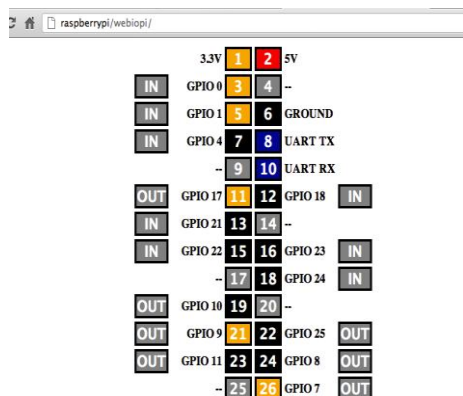 raspberrypi/webiopi/
3.3V 1 2 5V
IN GPIO 0 3 4 --
IN GPIO 1 5 6 GROUND
IN GPIO 4 7 8 UART TX
-- 9 10 UART RX
OUT GPIO 17 11 12 GPIO 18 IN
IN GPIO 21 13 14 --
IN GPIO 22 15 16 GPIO 23 IN
-- 17 18 GPIO 24 IN
OUT GPIO 10 19 20 --
OUT GPIO 9 21 22 GPIO 25 OUT
OUT GPIO 11 23 24 GPIO 8 OUT
-- 25 26 GPIO 7 OUT